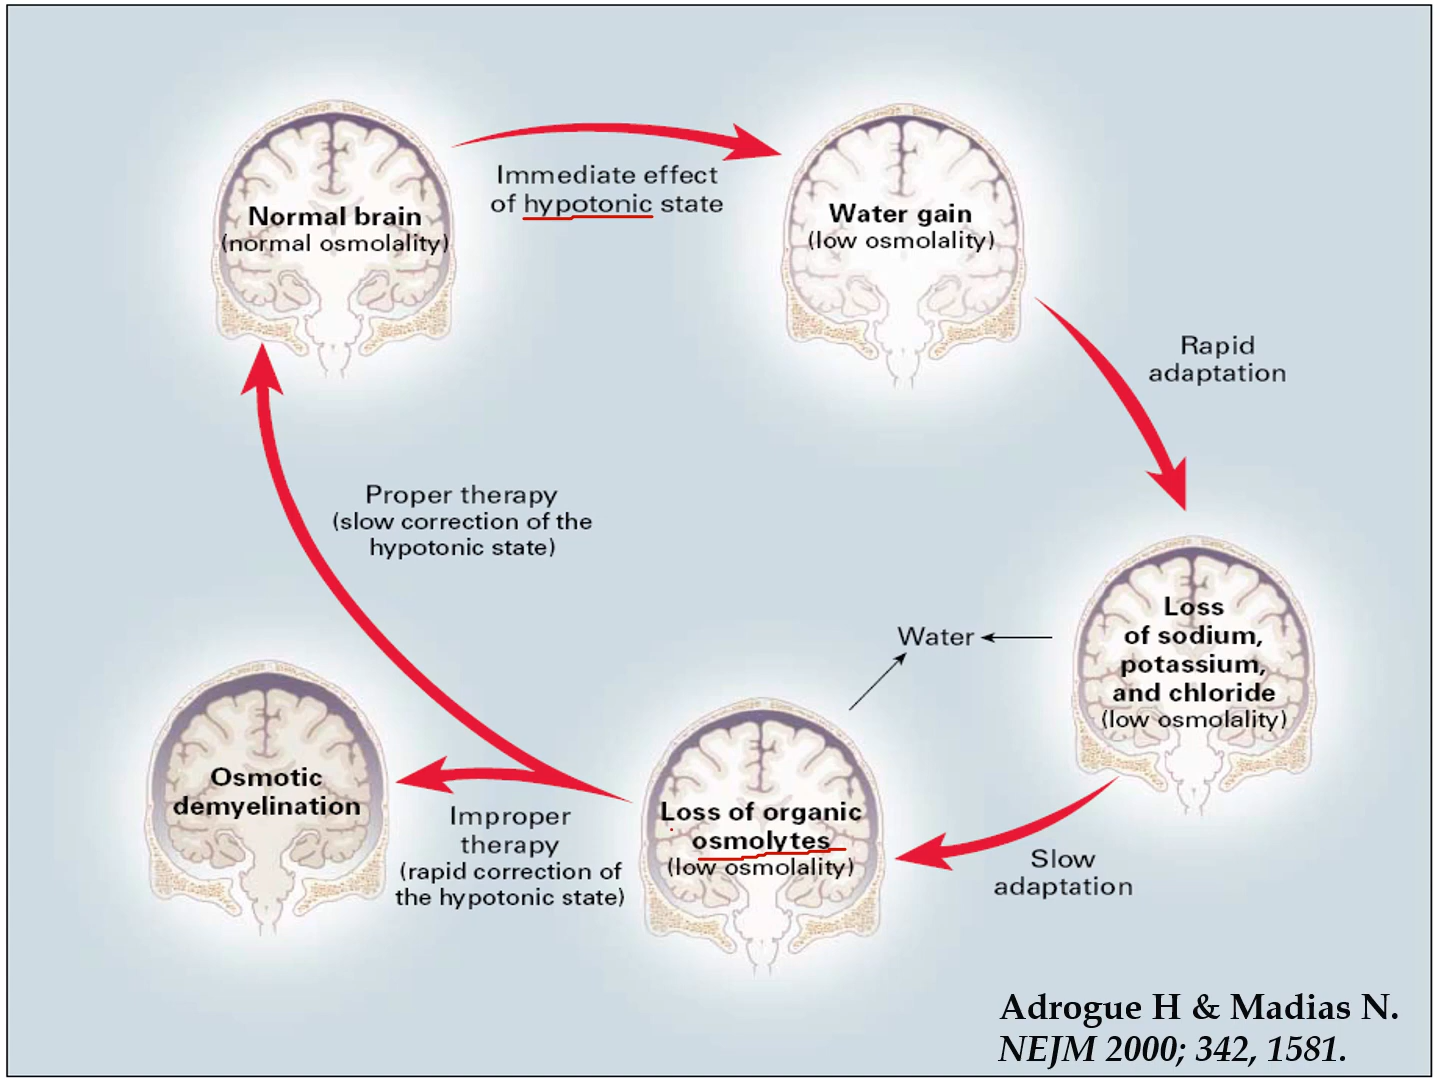 Normal brain
(normal osmolality)
Immediate effect
of hypotonic state
Water gain
(low osmolality)
Rapid
adaptation
Loss
of sodium,
potassium,
and chloride
(low osmolality)
Water
Slow
adaptation
Loss of organic
osmolytes
(low osmolality)
Proper therapy
(slow correction of the
hypotonic state)
Improper
therapy
(rapid correction of
the hypotonic state)
Osmotic
demyelination
Adrogue H & Madias N.
NEJM 2000; 342, 1581.